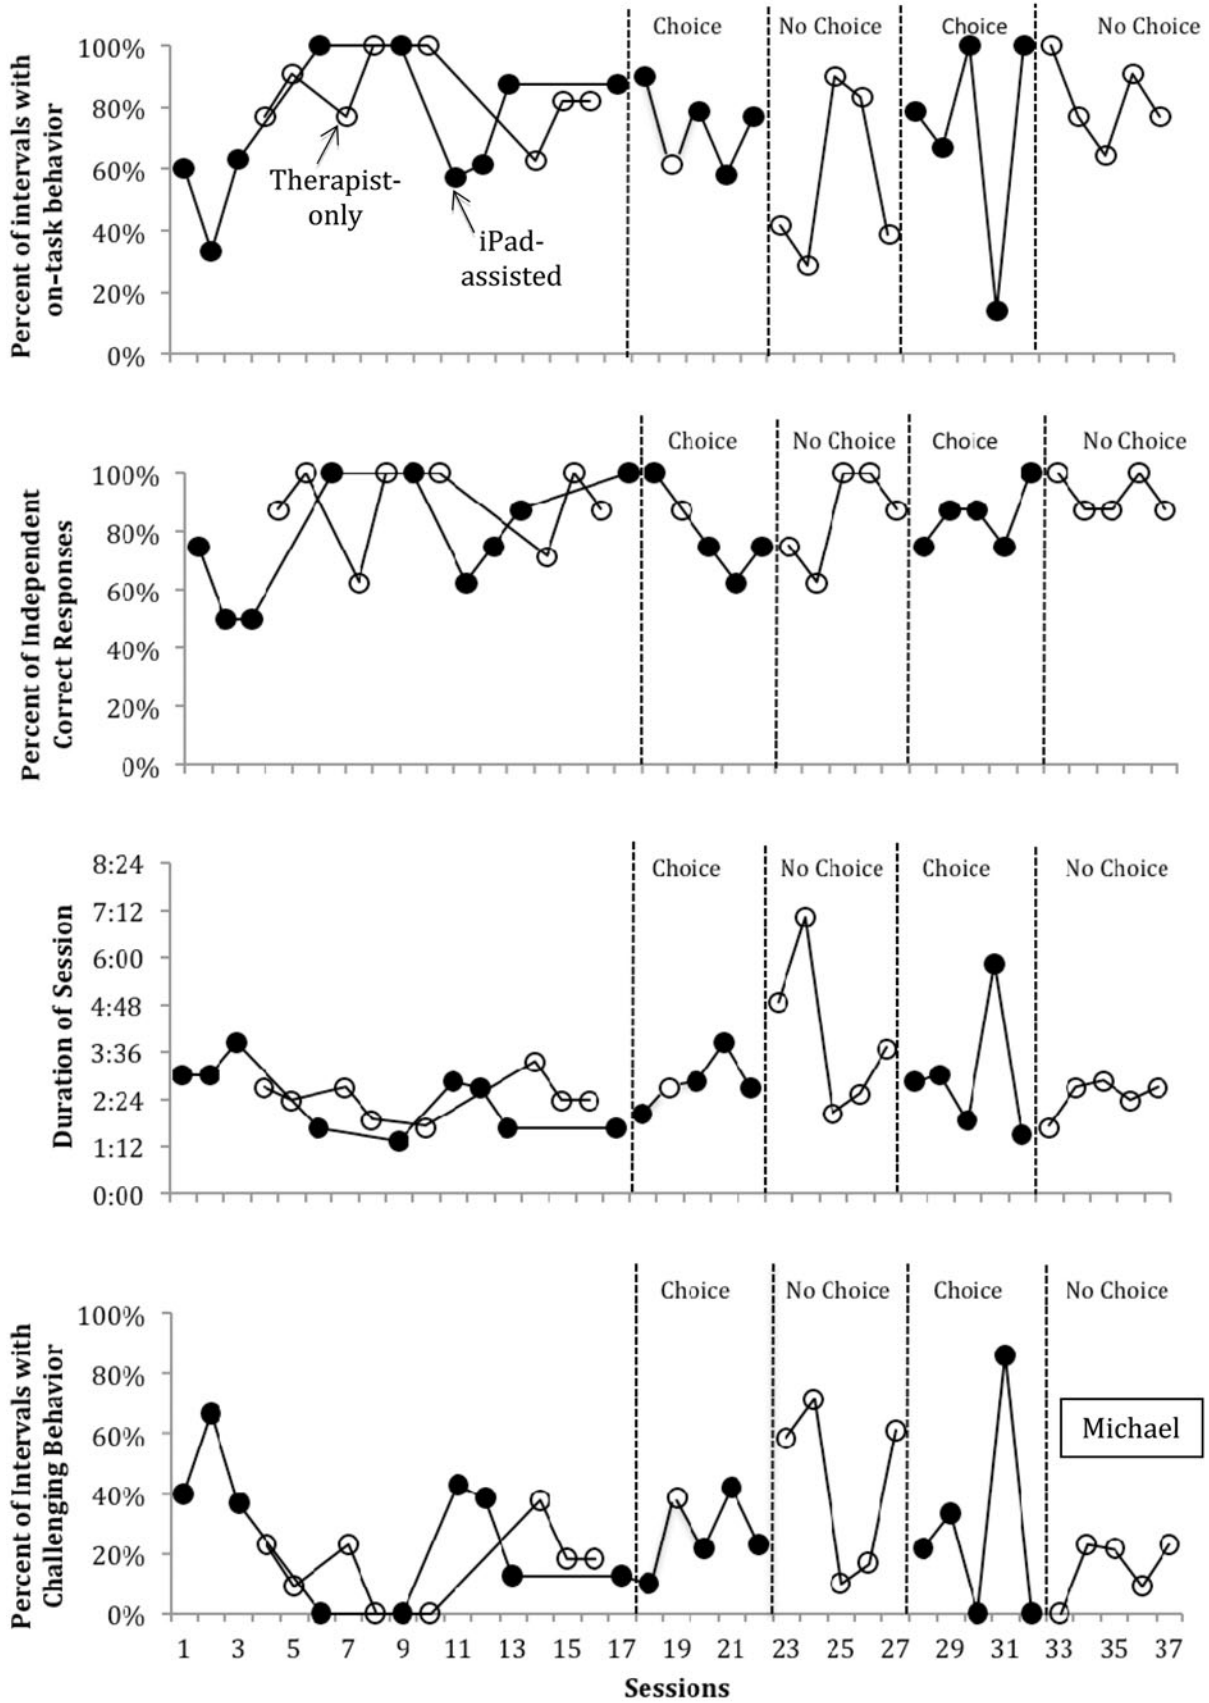 Percent of intervals with
on-task behavior
100%
80%
60%
40%
20%
0%
Choice
No Choice
Choice
No Choice
Therapist-
only
iPad-
assisted
Percent of Independent
Correct Responses
100%
80%
60%
40%
20%
0%
Choice
No Choice
Choice
No Choice
Duration of Session
8:24
7:12
6:00
4:48
3:36
2:24
1:12
0:00
Choice
No Choice
Choice
No Choice
Percent of Intervals with
Challenging Behavior
100%
80%
60%
40%
20%
0%
Choice
No Choice
Choice
No Choice
Michael
1 3 5 7 9 11 13 15 17 19 21 23 25 27 29 31 33 35 37
Sessions